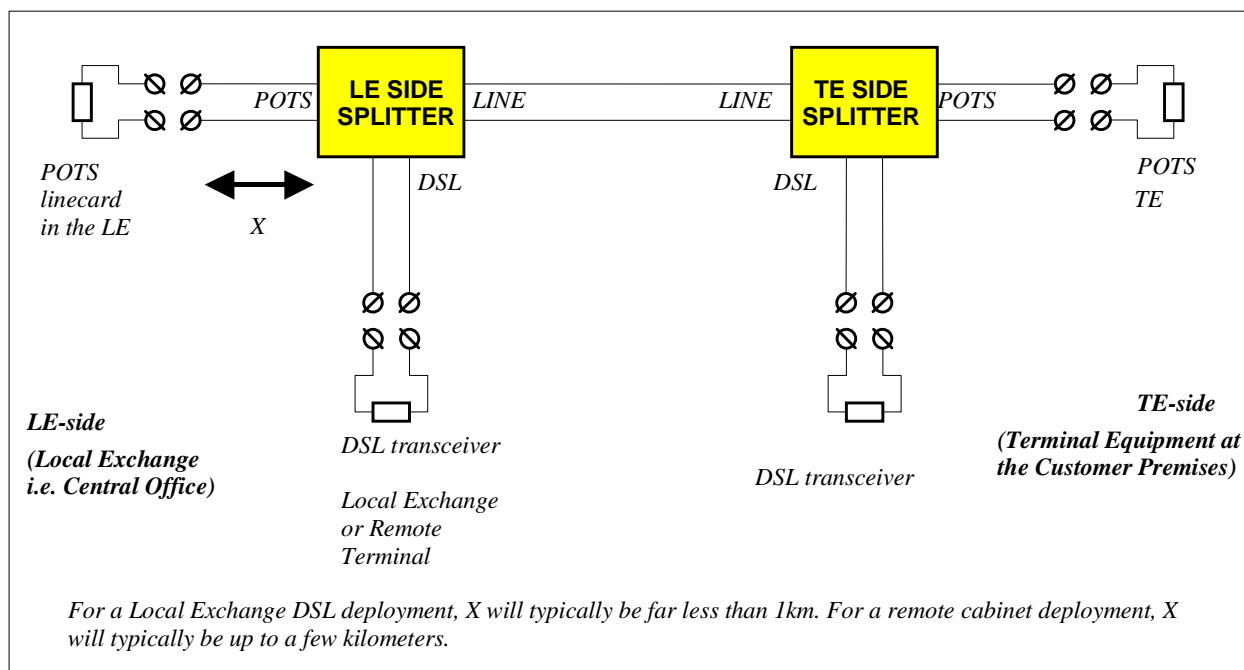 LE SIDE
SPLITTER
TE SIDE
SPLITTER
POTS
LINE
LINE
POTS
POTS
linecard
in the LE
X
DSL
DSL
POTS
TE
LE-side
(Local Exchange
i.e. Central Office)
DSL transceiver
Local Exchange
or Remote
Terminal
DSL transceiver
TE-side
(Terminal Equipment at
the Customer Premises)
For a Local Exchange DSL deployment, X will typically be far less than 1km. For a remote cabinet deployment, X
will typically be up to a few kilometers.